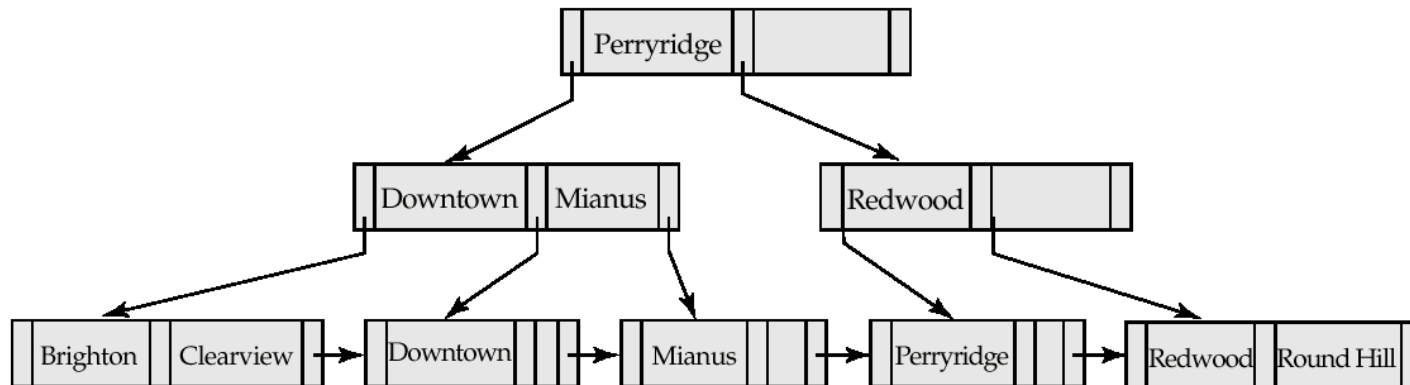 Perryridge
Downtown Mianus
Redwood
Brighton Clearview
Downtown
Mianus
Perryridge
Redwood Round Hill